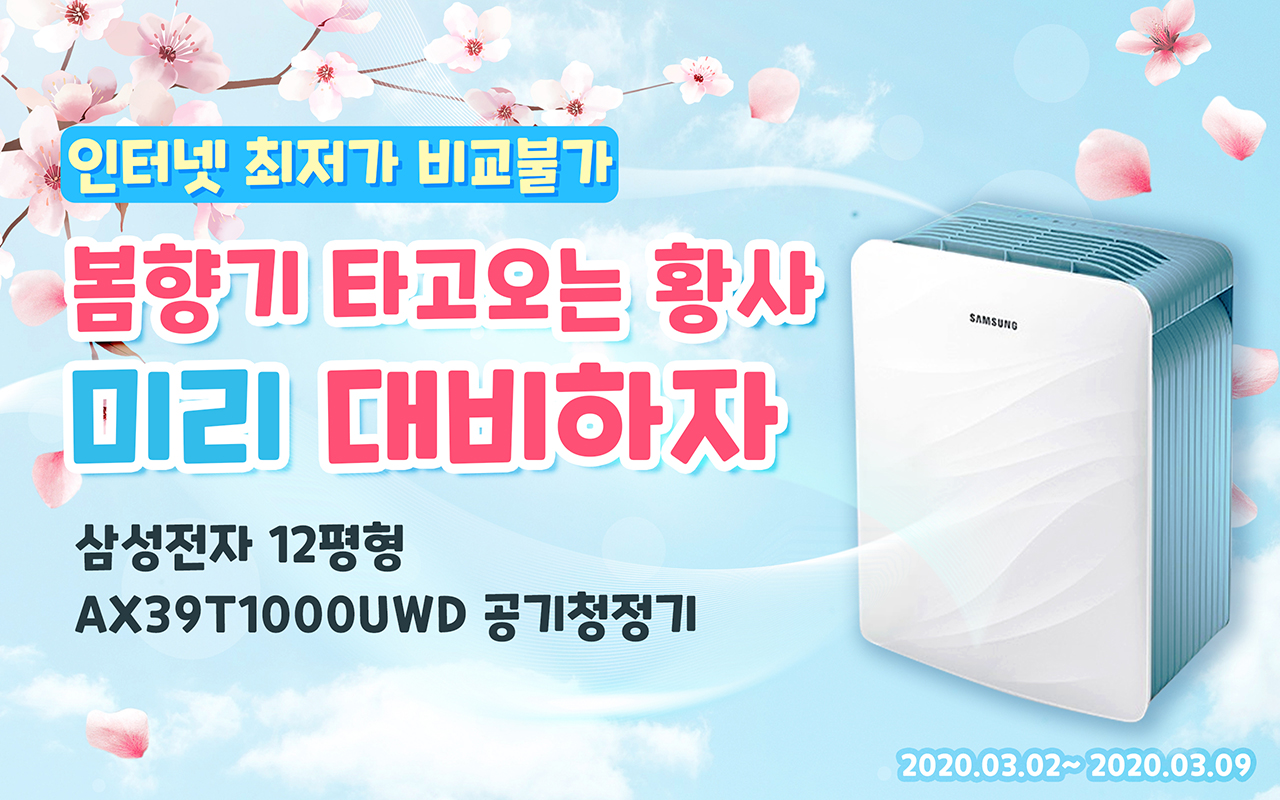 인터넷 최저가 비교불가
봄향기 타고오는 황사
미리 대비하자
삼성전자 12평형
AX39T1000UWD 공기청정기
SAMSUNG
2020.03.02~ 2020.03.09